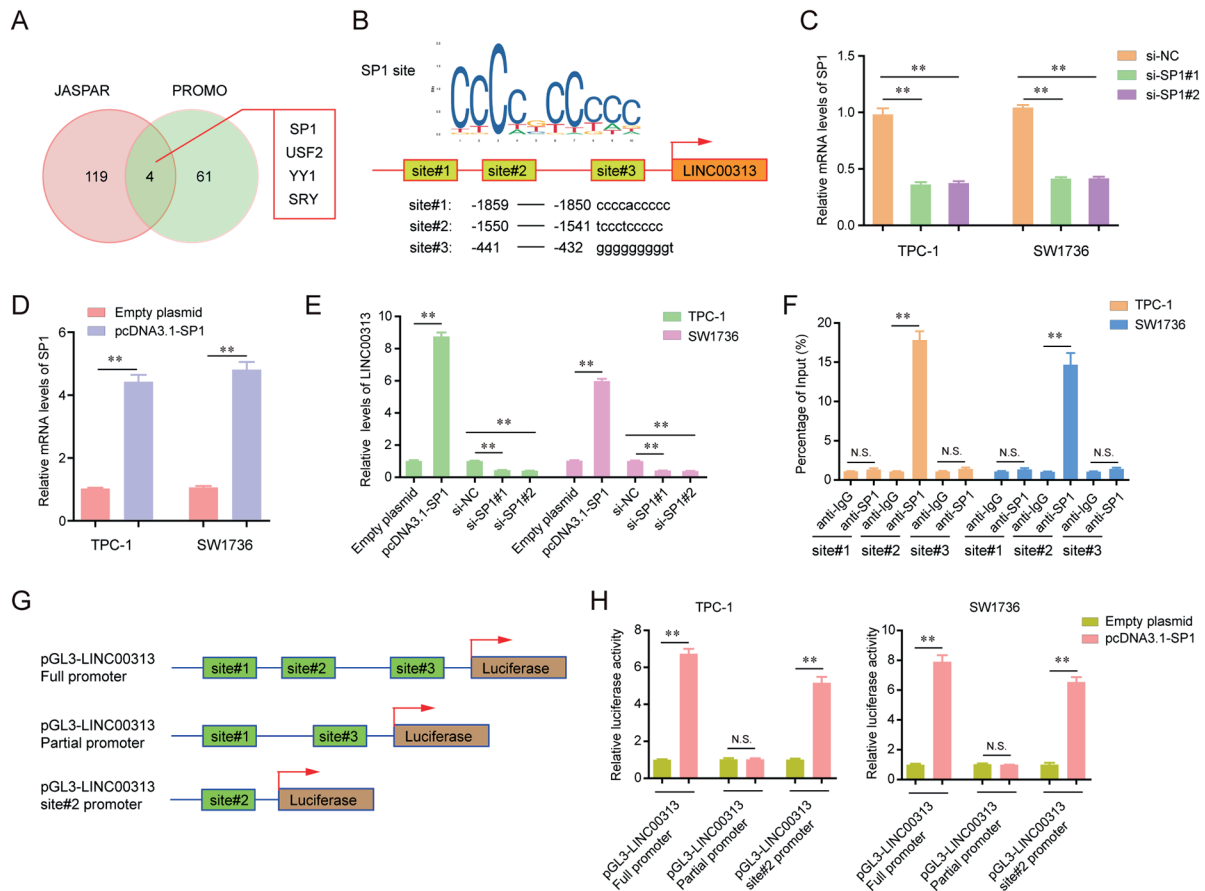 A
JASPAR
PROMO
119
4
61
SP1
USF2
YY1
SRY
B
SP1 site
site#1
site#2
site#3
LINC00313
site#1: -1859 -1850 ccccaccccc
site#2: -1550 -1541 tccctccccc
site#3: -441 -432 gggggggggt
C
Relative mRNA levels of SP1
1.5
1.0
0.5
0.0
** ** ** **
si-NC
si-SP1#1
si-SP1#2
TPC-1
SW1736
D
Relative mRNA levels of SP1
Empty plasmid
pcDNA3.1-SP1
6
4
2
0
** **
TPC-1
SW1736
E
Relative levels of LINC00313
10
8
6
4
2
0
** ** ** ** ** **
TPC-1
SW1736
Empty plasmid
pcDNA3.1-SP1
si-NC
si-SP1#1
si-SP1#2
Empty plasmid
pcDNA3.1-SP1
si-NC
si-SP1#1
si-SP1#2
F
Percentage of Input (%)
20
15
10
5
0
N.S. ** N.S. N.S. ** N.S.
TPC-1
SW1736
anti-IgG
anti-SP1
anti-IgG
anti-SP1
anti-IgG
anti-SP1
anti-IgG
anti-SP1
anti-IgG
anti-SP1
anti-IgG
anti-SP1
site#1 site#2 site#3 site#1 site#2 site#3
G
pGL3-LINC00313
Full promoter
site#1
site#2
site#3
Luciferase
pGL3-LINC00313
Partial promoter
site#1
site#3
Luciferase
pGL3-LINC00313
site#2 promoter
site#2
Luciferase
H
TPC-1
Relative luciferase activity
8
6
4
2
0
** N.S. **
pGL3-LINC00313
Full promoter
pGL3-LINC00313
Partial promoter
pGL3-LINC00313
site#2 promoter
SW1736
Relative luciferase activity
10
8
6
4
2
0
** N.S. **
Empty plasmid
pcDNA3.1-SP1
pGL3-LINC00313
Full promoter
pGL3-LINC00313
Partial promoter
pGL3-LINC00313
site#2 promoter